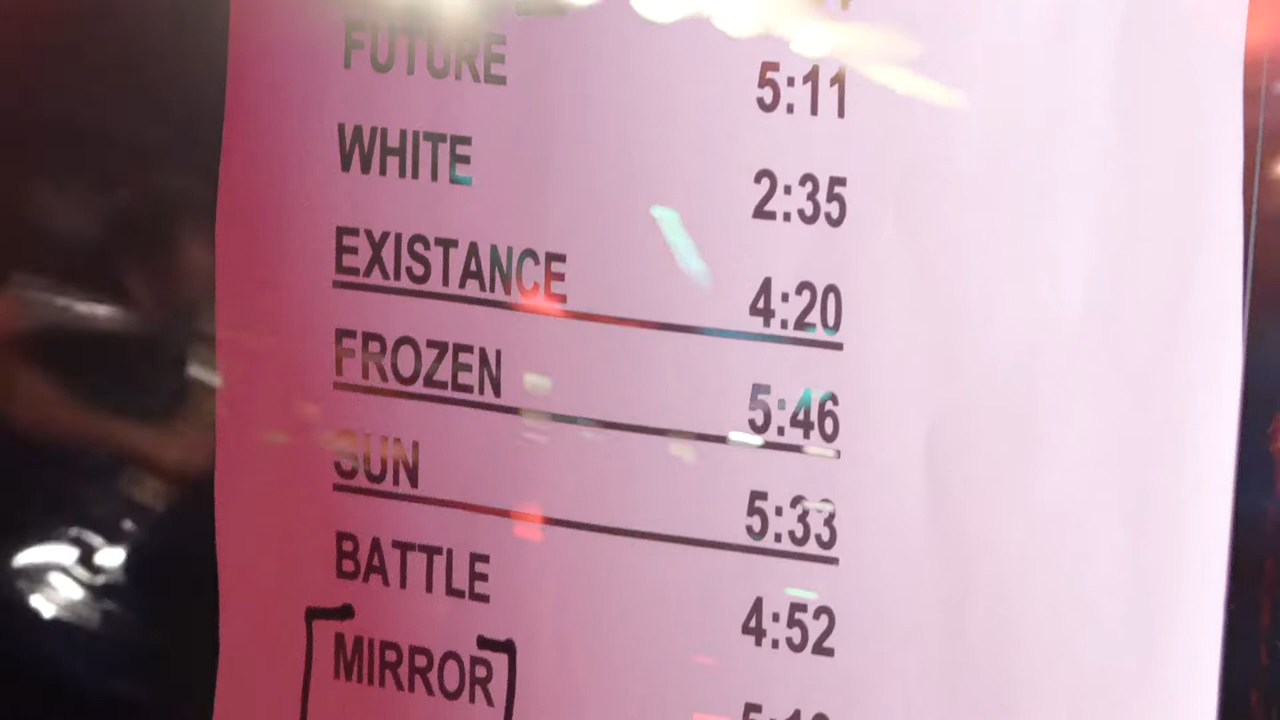 FUTURE 5:11
WHITE 2:35
EXISTANCE 4:20
FROZEN 5:46
SUN 5:33
BATTLE 4:52
MIRROR